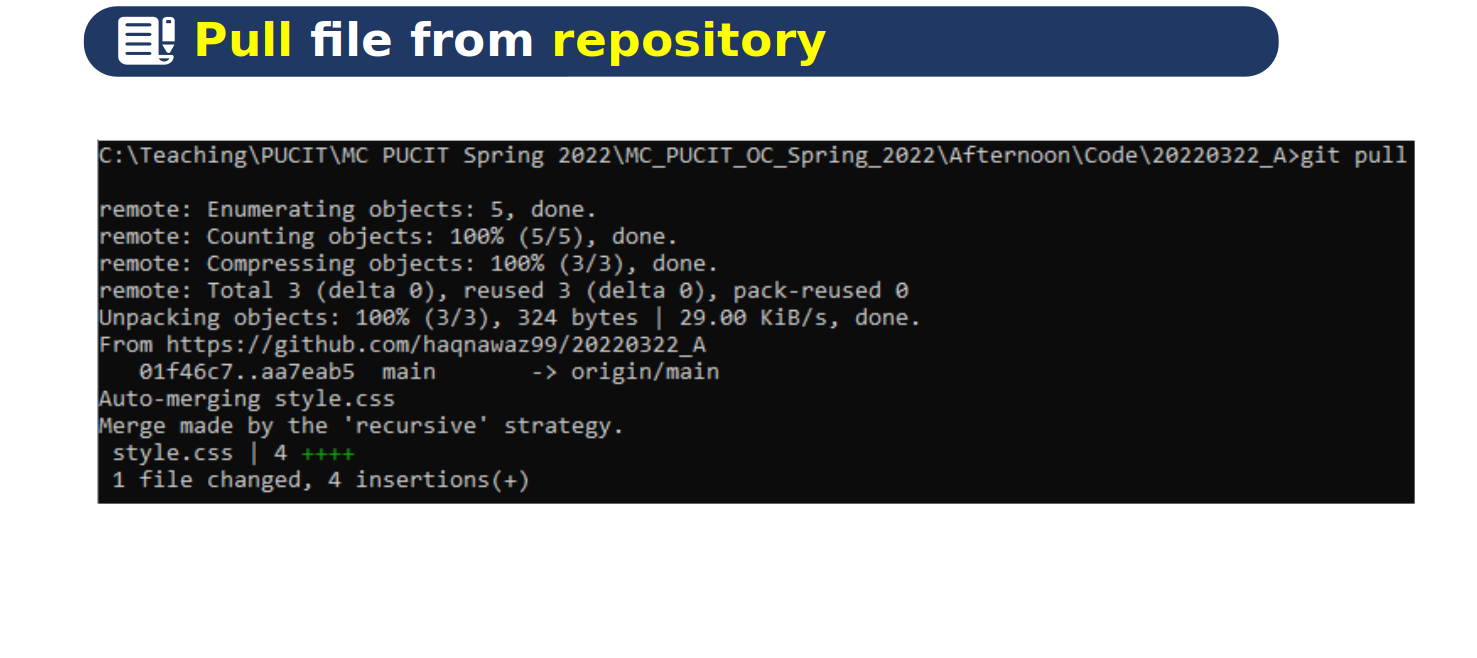 Pull file from repository
C:\Teaching\PUCIT\MC PUCIT Spring 2022\MC_PUCIT_OC_Spring_2022\Afternoon\Code\20220322_A>git pull
remote: Enumerating objects: 5, done.
remote: Counting objects: 100% (5/5), done.
remote: Compressing objects: 100% (3/3), done.
remote: Total 3 (delta 0), reused 3 (delta 0), pack-reused 0
Unpacking objects: 100% (3/3), 324 bytes | 29.00 KiB/s, done.
From https://github.com/haqnawaz99/20220322_A
   01f46c7..aa7eab5  main       -> origin/main
Auto-merging style.css
Merge made by the 'recursive' strategy.
 style.css | 4 ++++
 1 file changed, 4 insertions(+)